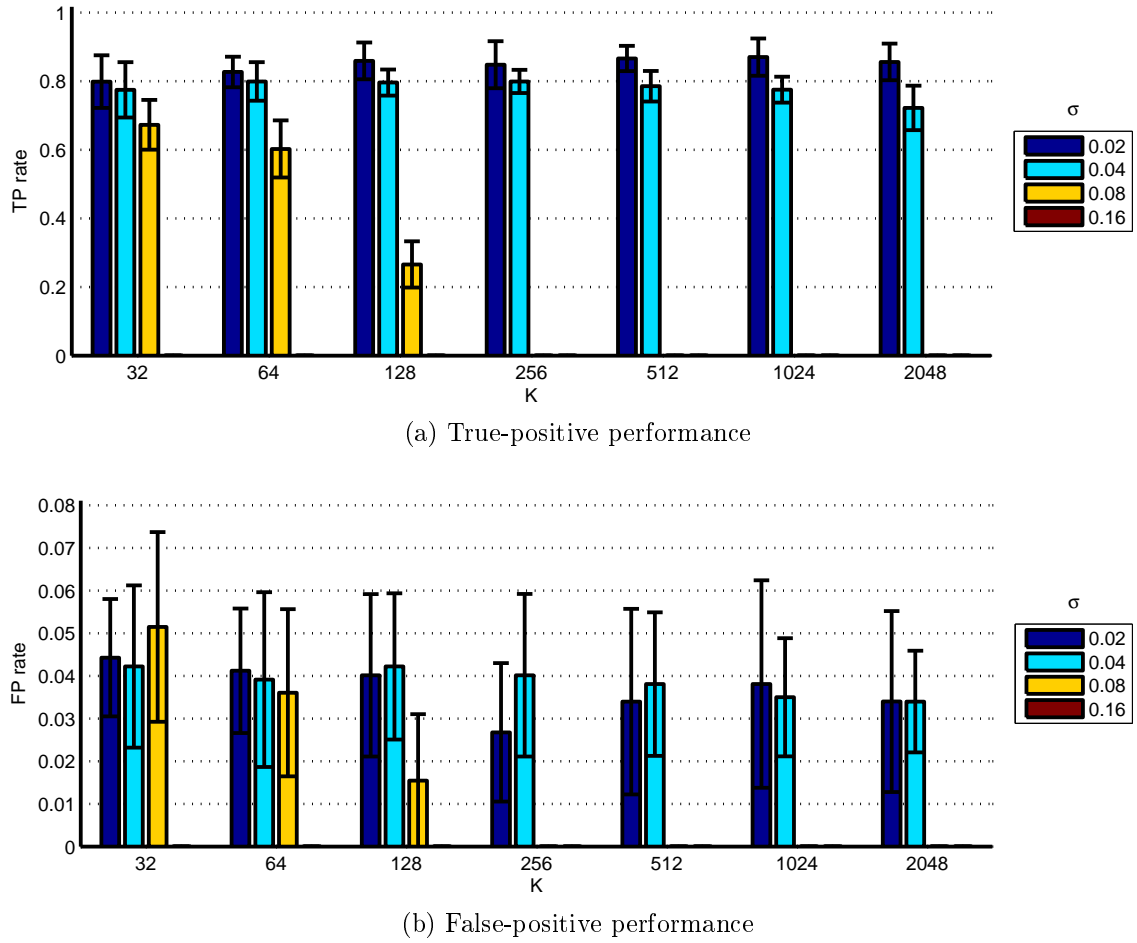 1
0.8
0.6
0.4
0.2
0
TP rate
32 64 128 256 512 1024 2048
K
σ
0.02
0.04
0.08
0.16
(a) True-positive performance
0.08
0.07
0.06
0.05
0.04
0.03
0.02
0.01
0
FP rate
32 64 128 256 512 1024 2048
K
σ
0.02
0.04
0.08
0.16
(b) False-positive performance